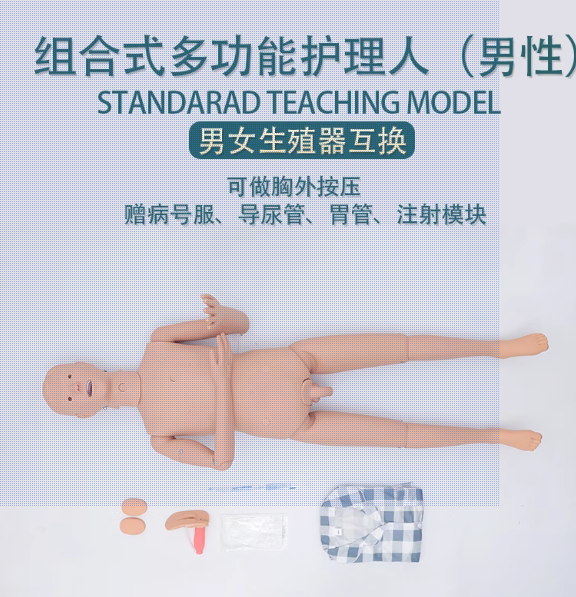 组合式多功能护理人（男性）
STANDARAD TEACHING MODEL
男女生殖器互换
可做胸外按压
赠病号服、导尿管、胃管、注射模块